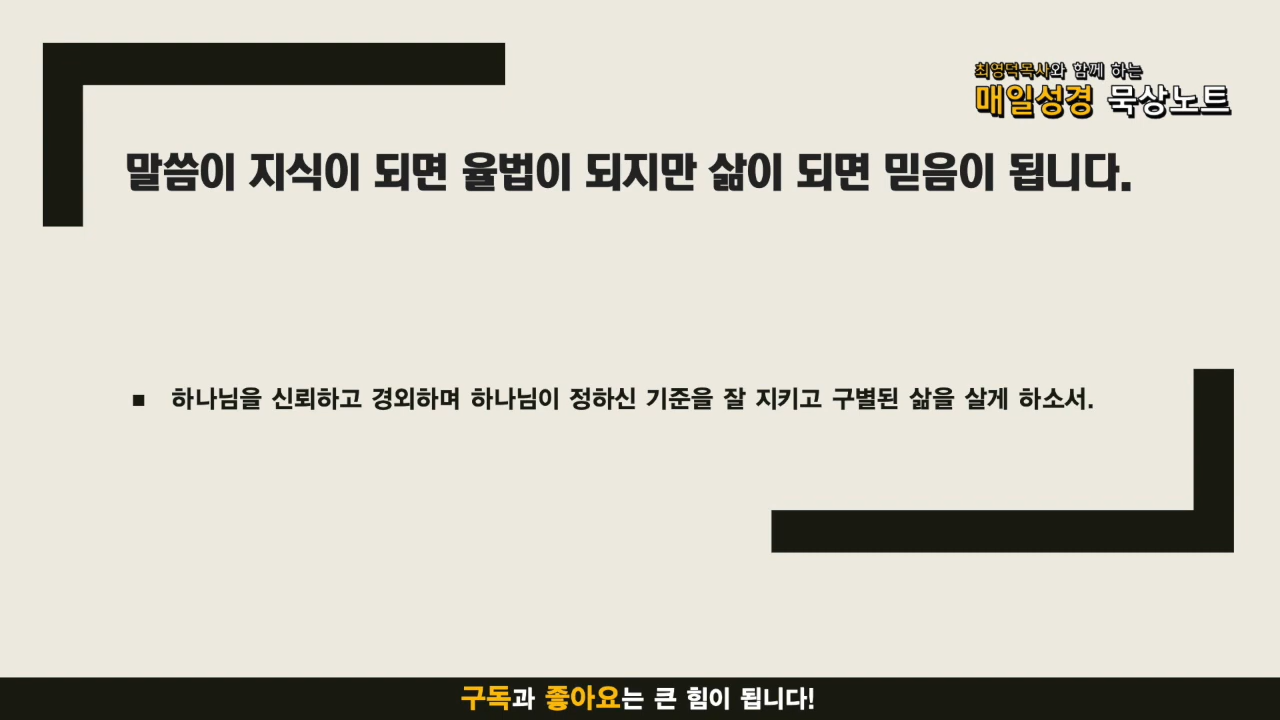 최영덕목사와 함께 하는
매일성경 묵상노트
말씀이 지식이 되면 율법이 되지만 삶이 되면 믿음이 됩니다.
■ 하나님을 신뢰하고 경외하며 하나님이 정하신 기준을 잘 지키고 구별된 삶을 살게 하소서.
구독과 좋아요는 큰 힘이 됩니다!